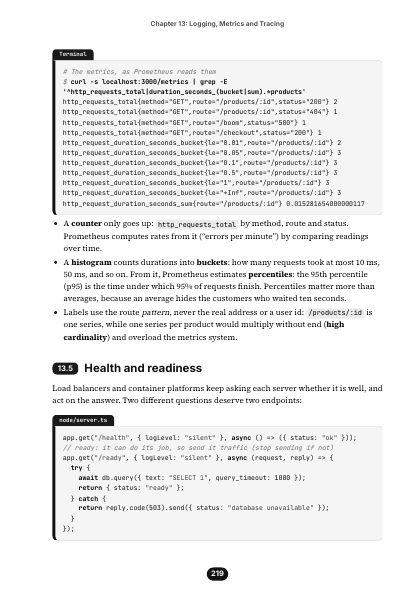 Chapter 13: Logging, Metrics and Tracing
Terminal
# The metrics, as Prometheus reads them
$ curl -s localhost:3000/metrics | grep -E
'^http_requests_total|duration_seconds_(bucket|sum).*products'
http_requests_total{method="GET",route="/products/:id",status="200"} 2
http_requests_total{method="GET",route="/products/:id",status="404"} 1
http_requests_total{method="GET",route="/boom",status="500"} 1
http_requests_total{method="GET",route="/checkout",status="200"} 1
http_request_duration_seconds_bucket{le="0.01",route="/products/:id"} 2
http_request_duration_seconds_bucket{le="0.05",route="/products/:id"} 3
http_request_duration_seconds_bucket{le="0.1",route="/products/:id"} 3
http_request_duration_seconds_bucket{le="0.5",route="/products/:id"} 3
http_request_duration_seconds_bucket{le="1",route="/products/:id"} 3
http_request_duration_seconds_bucket{le="+Inf",route="/products/:id"} 3
http_request_duration_seconds_sum{route="/products/:id"} 0.015281654000000117
• A counter only goes up: http_requests_total by method, route and status.
Prometheus computes rates from it (“errors per minute”) by comparing readings
over time.
• A histogram counts durations into buckets: how many requests took at most 10 ms,
50 ms, and so on. From it, Prometheus estimates percentiles: the 95th percentile
(p95) is the time under which 95% of requests finish. Percentiles matter more than
averages, because an average hides the customers who waited ten seconds.
• Labels use the route pattern, never the real address or a user id: /products/:id is
one series, while one series per product would multiply without end (high
cardinality) and overload the metrics system.
13.5 Health and readiness
Load balancers and container platforms keep asking each server whether it is well, and
act on the answer. Two different questions deserve two endpoints:
node/server.ts
app.get("/health", { logLevel: "silent" }, async () => ({ status: "ok" }));
// ready: it can do its job, so send it traffic (stop sending if not)
app.get("/ready", { logLevel: "silent" }, async (request, reply) => {
try {
await db.query({ text: "SELECT 1", query_timeout: 1000 });
return { status: "ready" };
} catch {
return reply.code(503).send({ status: "database unavailable" });
}
});
219